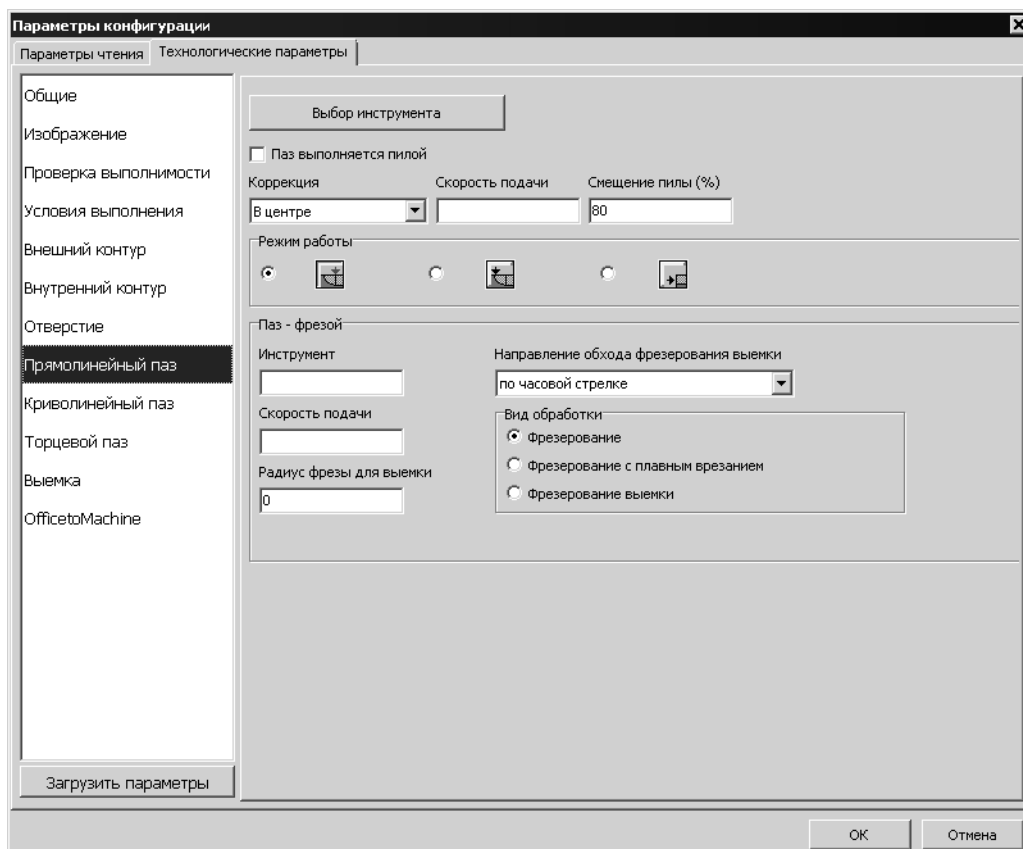 Параметры конфигурации
Параметры чтения
Технологические параметры
Общие
Изображение
Проверка выполнимости
Условия выполнения
Внешний контур
Внутренний контур
Отверстие
Прямолинейный паз
Криволинейный паз
Торцевой паз
Выемка
OfficetoMachine
Загрузить параметры
Выбор инструмента
Паз выполняется пилой
Коррекция
Скорость подачи
Смещение пилы (%)
В центре
80
Режим работы
Паз - фрезой
Инструмент
Направление обхода фрезерования выемки
по часовой стрелке
Скорость подачи
Вид обработки
Фрезерование
Фрезерование с плавным врезанием
Радиус фрезы для выемки
Фрезерование выемки
0
ОК
Отмена